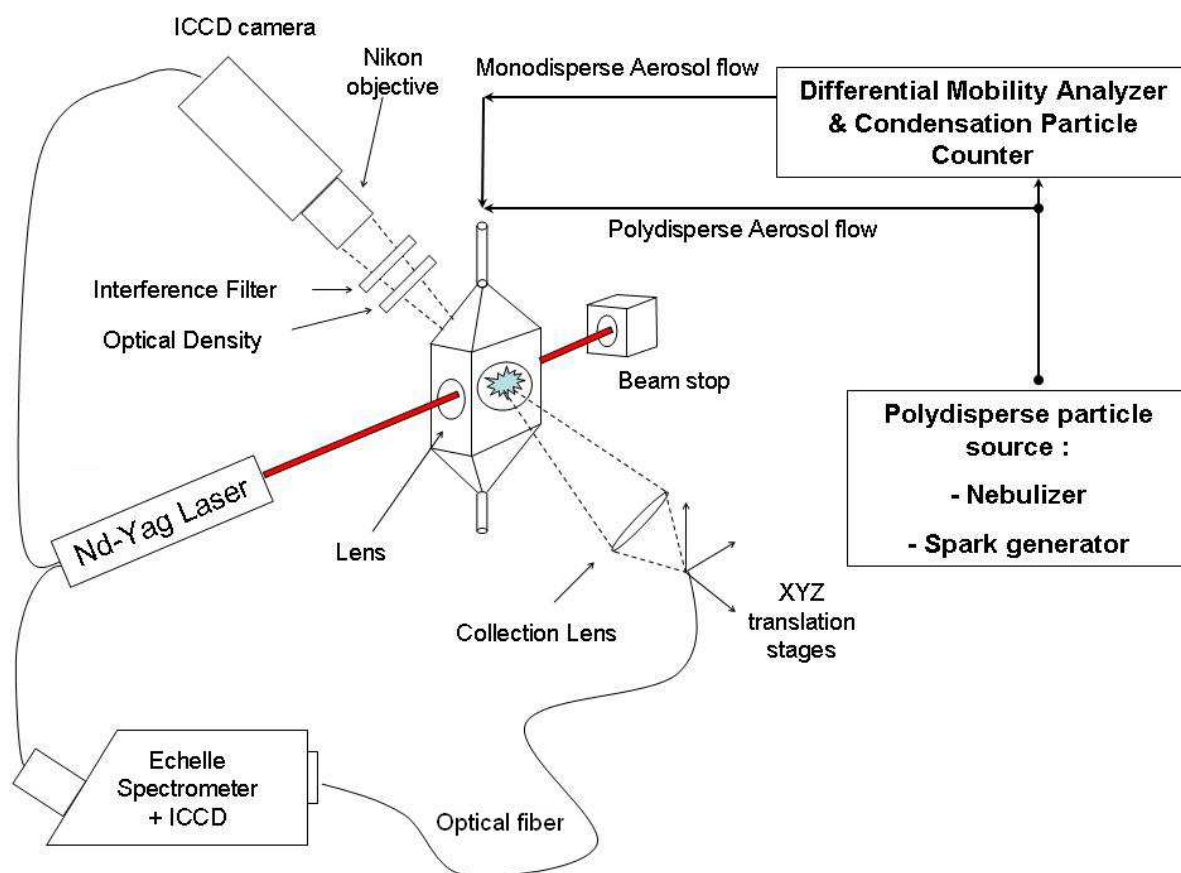 ICCD camera
Nikon
objective
Monodisperse Aerosol flow
Differential Mobility Analyzer
& Condensation Particle
Counter
Polydisperse Aerosol flow
Interference Filter
Optical Density
Beam stop
Polydisperse particle
source :
- Nebulizer
- Spark generator
Nd-Yag Laser
Lens
Collection Lens
XYZ
translation
stages
Echelle
Spectrometer
+ ICCD
Optical fiber